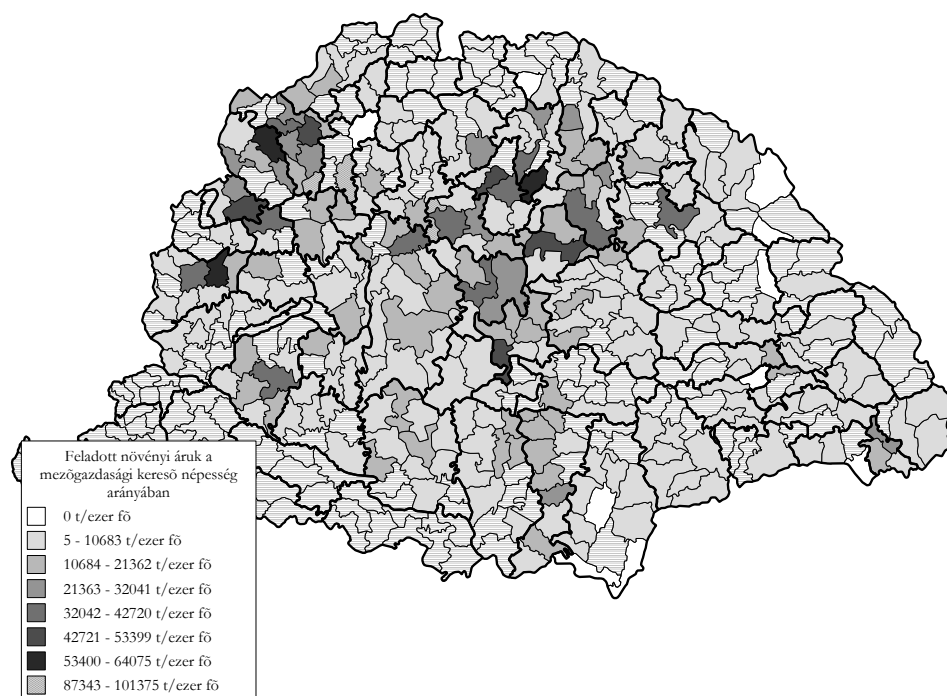 Feladott növényi áruk a
mezõgazdasági keresõ népesség
arányában
0 t/ezer fõ
5 - 10683 t/ezer fõ
10684 - 21362 t/ezer fõ
21363 - 32041 t/ezer fõ
32042 - 42720 t/ezer fõ
42721 - 53399 t/ezer fõ
53400 - 64075 t/ezer fõ
87343 - 101375 t/ezer fõ